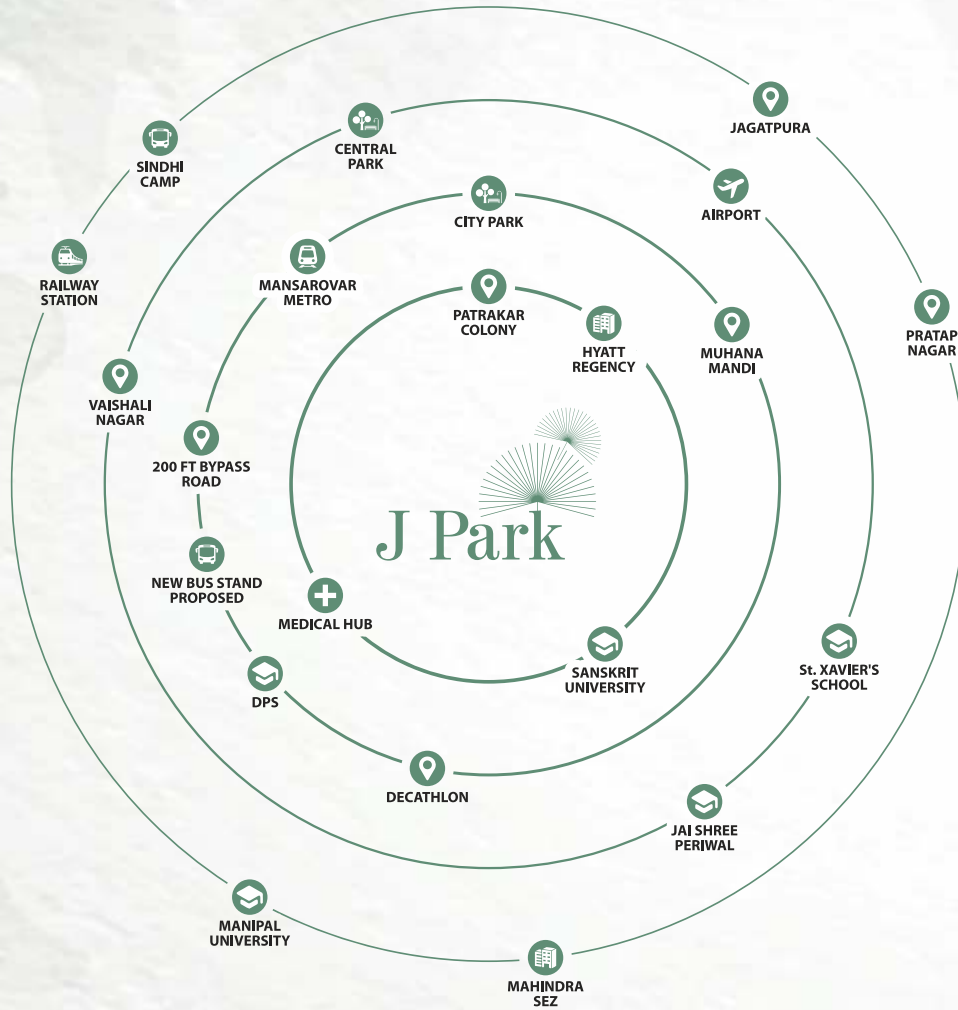 JAGATPURA
SINDHI
CAMP
CENTRAL
PARK
AIRPORT
CITY PARK
RAILWAY
STATION
MANSAROVAR
METRO
PATRAKAR
COLONY
HYATT
REGENCY
MUHANA
MANDI
PRATAP
NAGAR
VAISHALI
NAGAR
200 FT BYPASS
ROAD
J Park
NEW BUS STAND
PROPOSED
MEDICAL HUB
SANSKRIT
UNIVERSITY
St. XAVIER'S
SCHOOL
DPS
DECATHLON
JAI SHREE
PERIWAL
MANIPAL
UNIVERSITY
MAHINDRA
SEZ